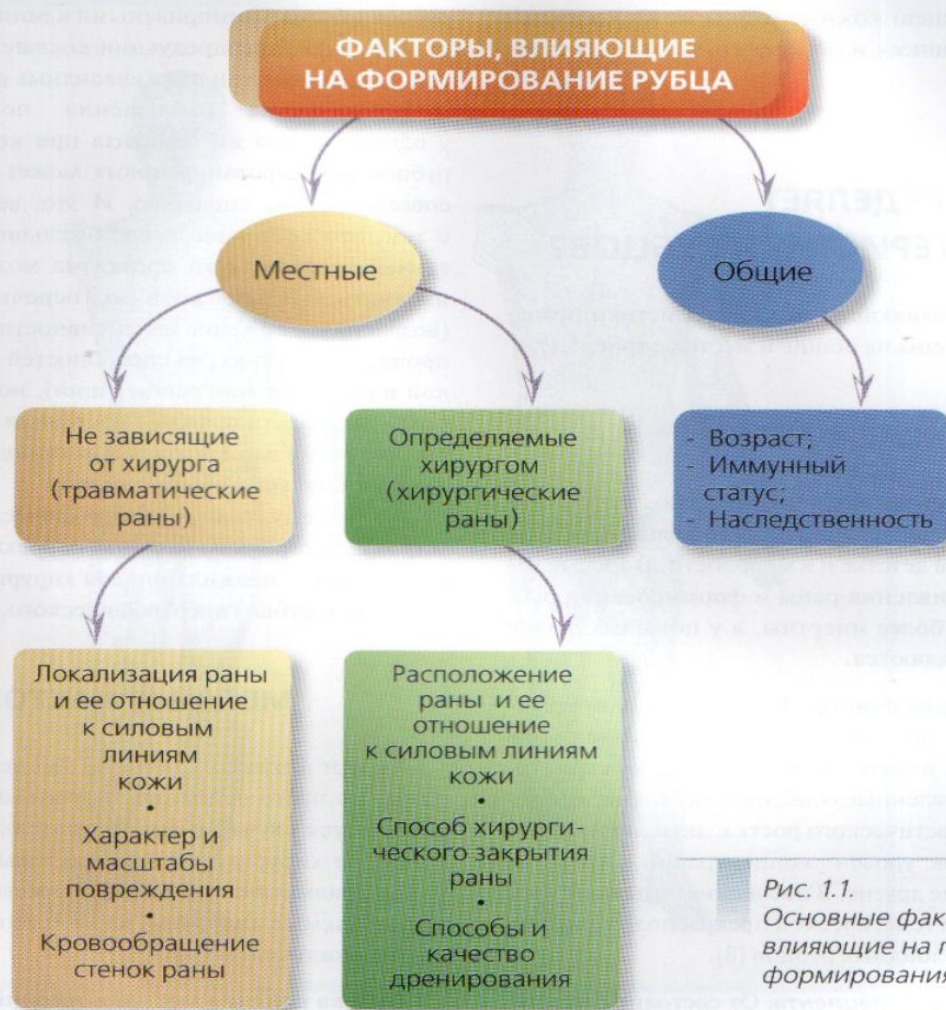 ФАКТОРЫ, ВЛИЯЮЩИЕ
НА ФОРМИРОВАНИЕ РУБЦА
Местные
Общие
Не зависящие
от хирурга
(травматические
раны)
Определяемые
хирургом
(хирургические
раны)
- Возраст;
- Иммунный
статус;
- Наследственность
Локализация раны
и ее отношение
к силовым
линиям
кожи
•
Характер и
масштабы
повреждения
•
Кровообращение
стенок раны
Расположение
раны и ее
отношение
к силовым линиям
кожи
•
Способ хирурги-
ческого закрытия
раны
•
Способы и
качество
дренирования
Рис. 1.1.
Основные фак
влияющие на п
формирования